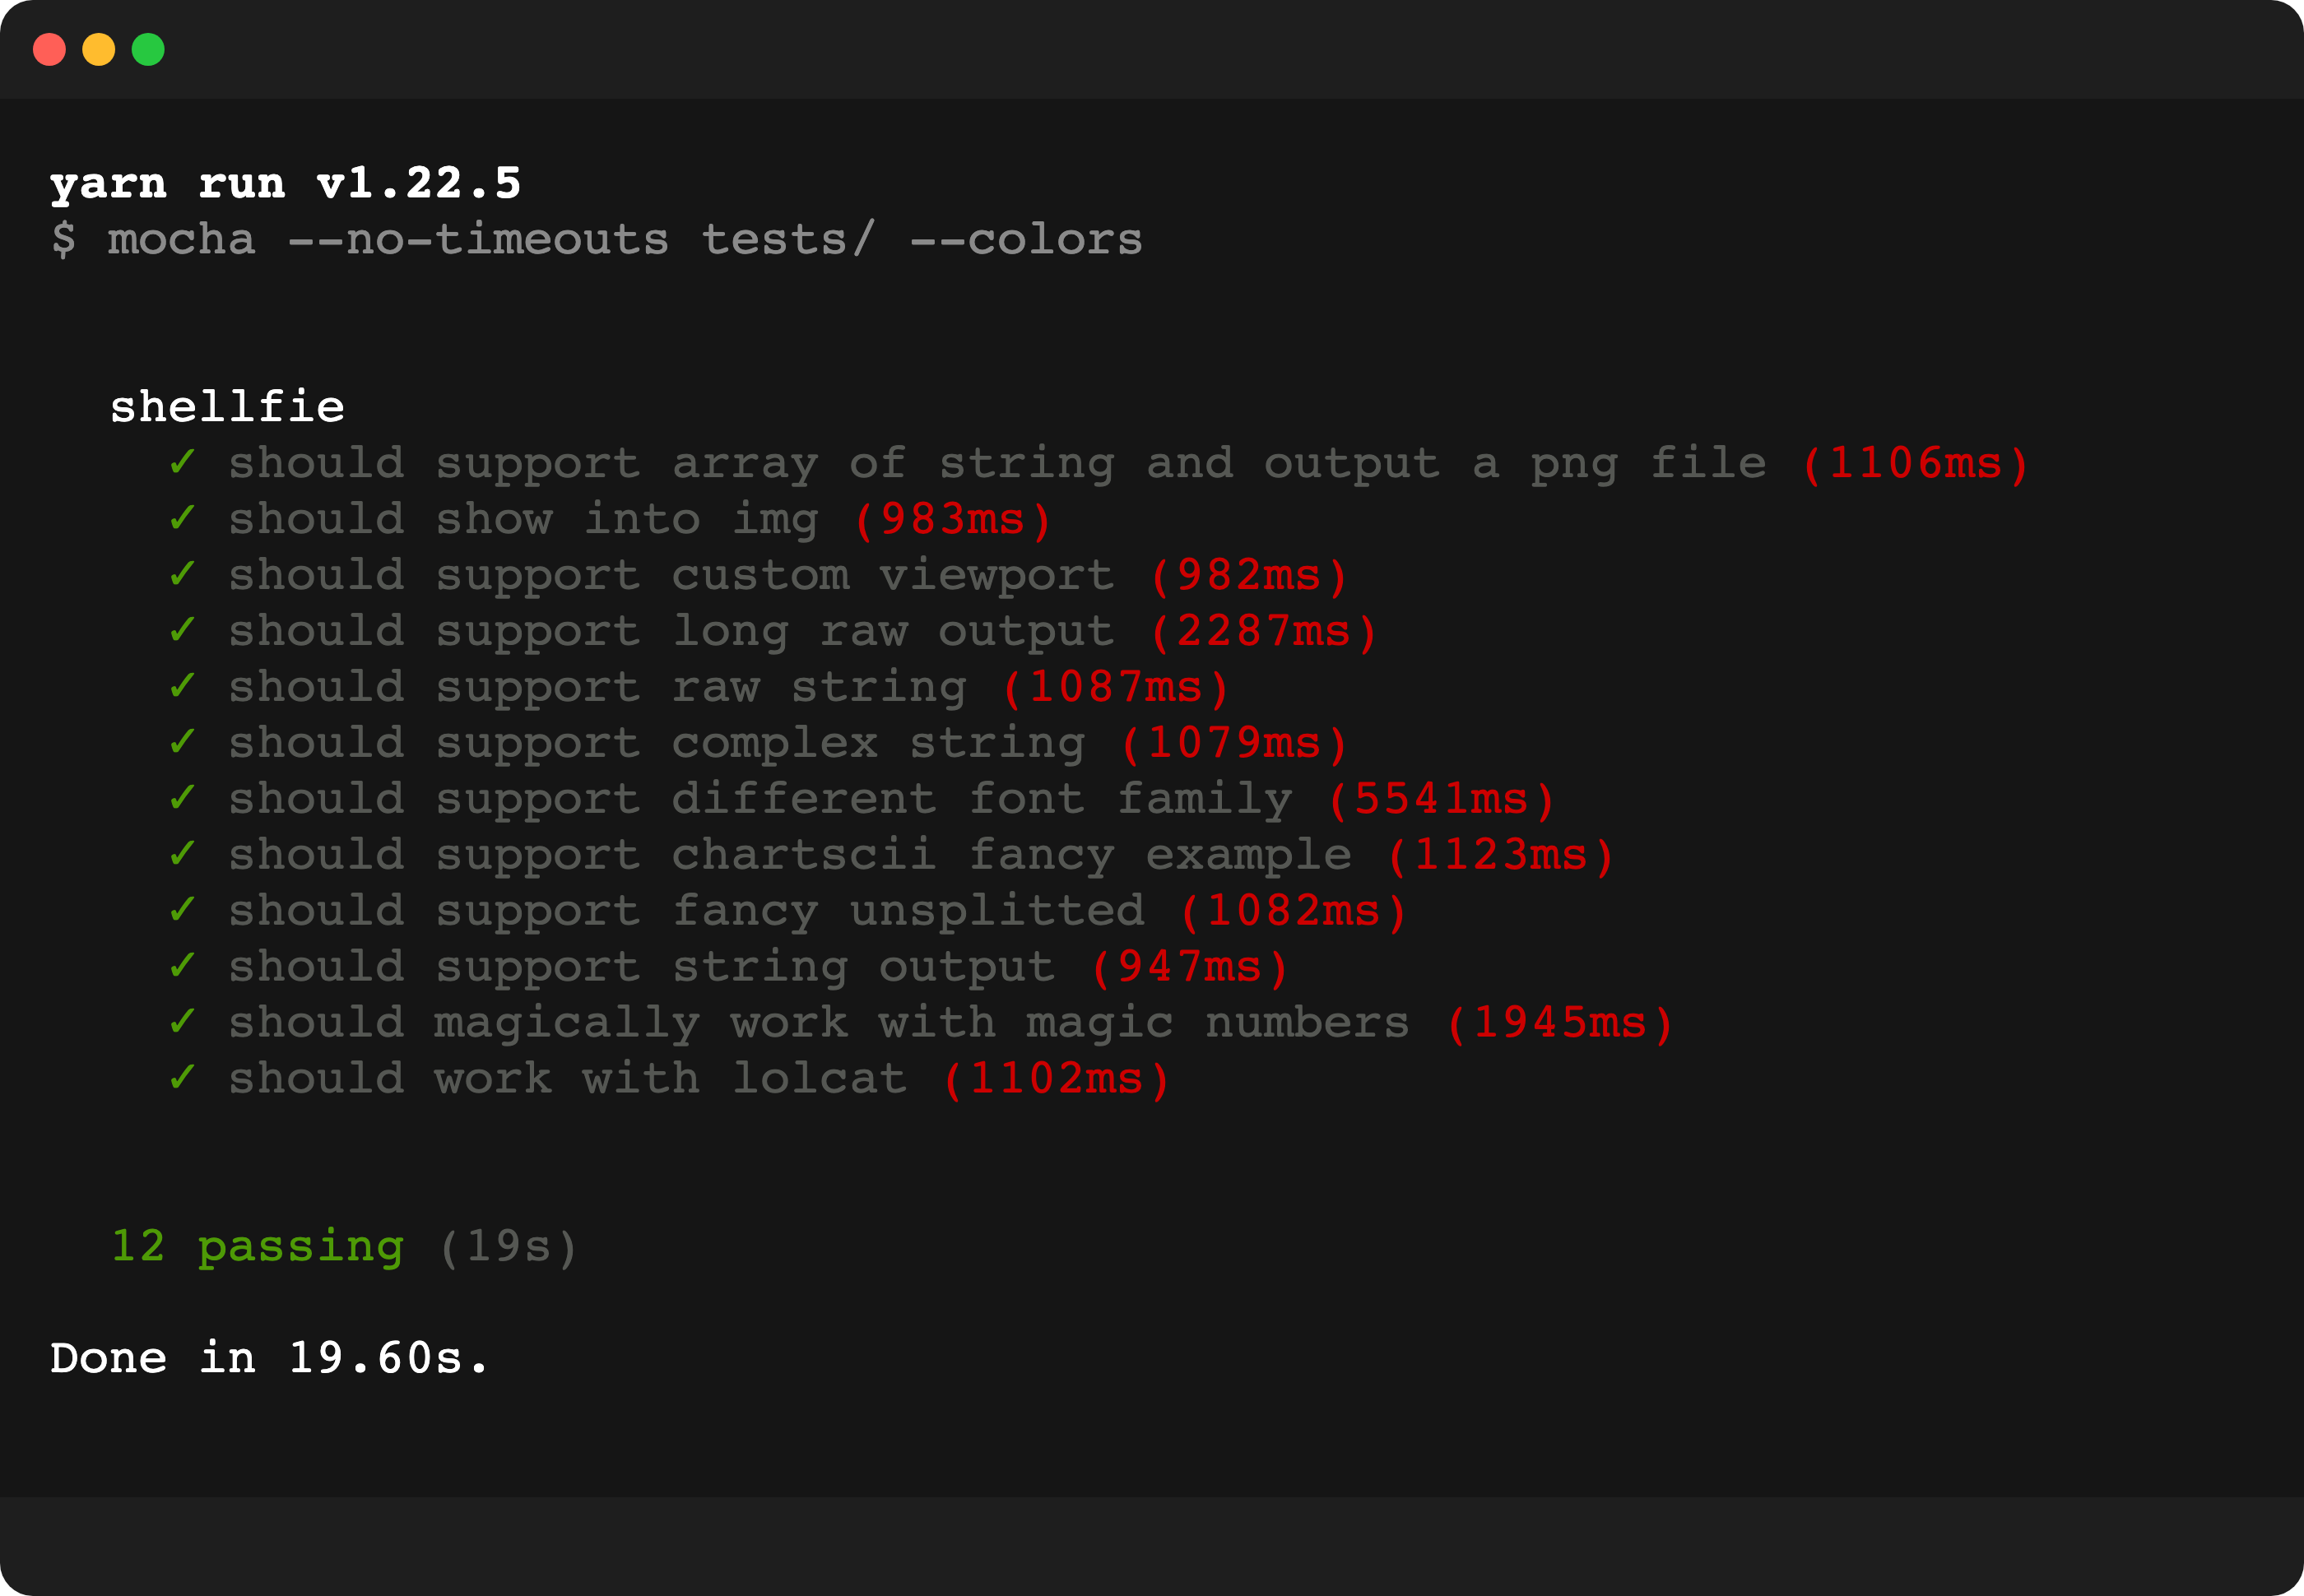 yarn run v1.22.5
$ mocha --no-timeouts tests/ --colors
shellfie
✓ should support array of string and output a png file (1106ms)
✓ should show into img (983ms)
✓ should support custom viewport (982ms)
✓ should support long raw output (2287ms)
✓ should support raw string (1087ms)
✓ should support complex string (1079ms)
✓ should support different font family (5541ms)
✓ should support chartscii fancy example (1123ms)
✓ should support fancy unsplitted (1082ms)
✓ should support string output (947ms)
✓ should magically work with magic numbers (1945ms)
✓ should work with lolcat (1102ms)
12 passing (19s)
Done in 19.60s.